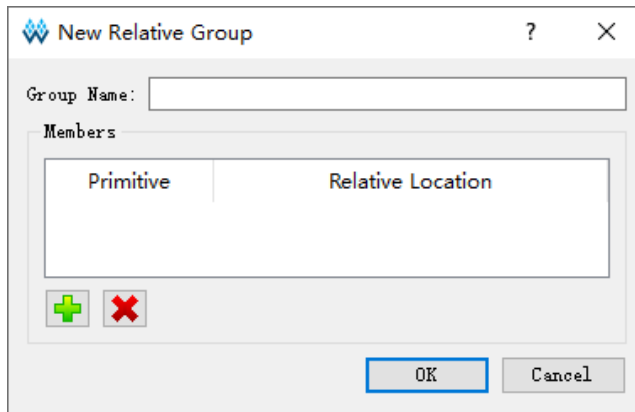 New Relative Group
Group Name:
Members
Primitive Relative Location
OK Cancel